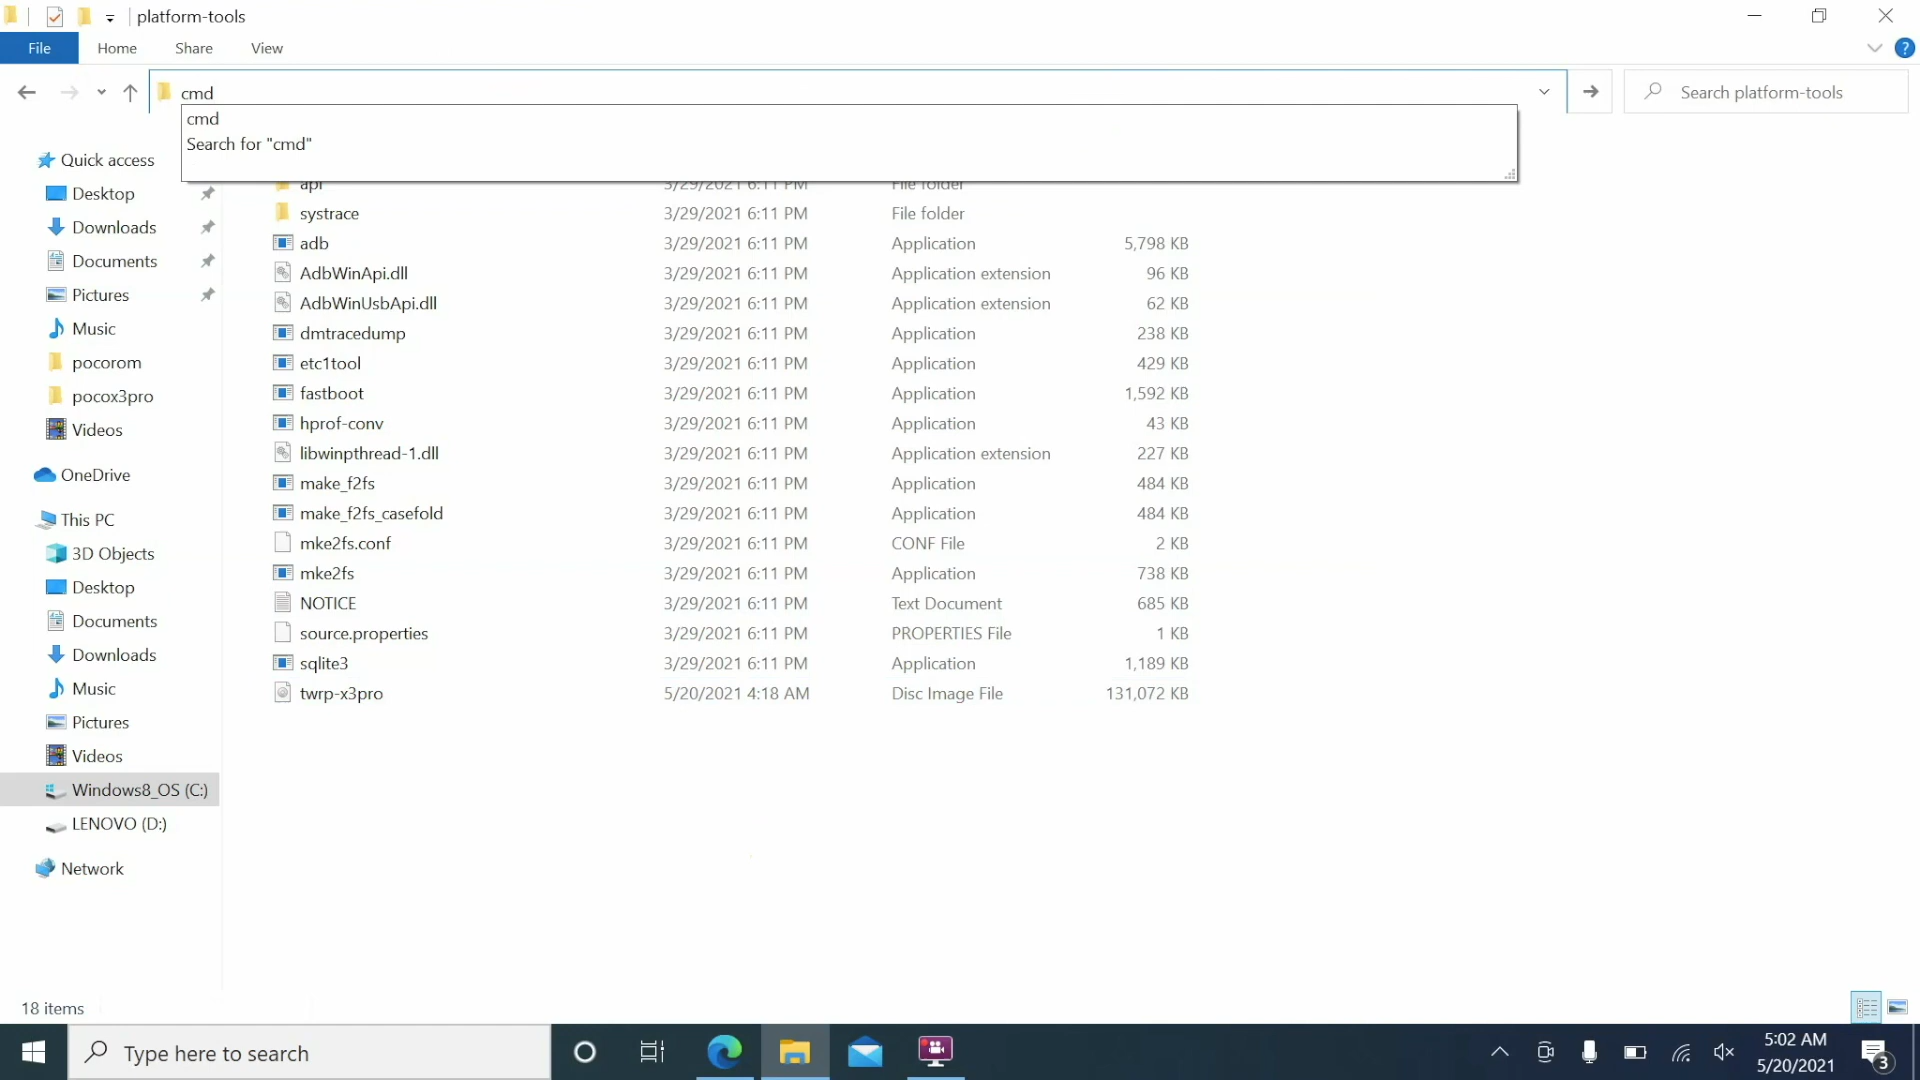 platform-tools
File Home Share View
cmd
Search platform-tools
cmd
Search for "cmd"
Quick access
Desktop
Downloads
Documents
Pictures
Music
pocorom
pocox3pro
Videos
OneDrive
This PC
3D Objects
Desktop
Documents
Downloads
Music
Pictures
Videos
Windows8_OS (C:)
LENOVO (D:)
Network
api 3/29/2021 6:11 PM File folder
systrace 3/29/2021 6:11 PM File folder
adb 3/29/2021 6:11 PM Application 5,798 KB
AdbWinApi.dll 3/29/2021 6:11 PM Application extension 96 KB
AdbWinUsbApi.dll 3/29/2021 6:11 PM Application extension 62 KB
dmtracedump 3/29/2021 6:11 PM Application 238 KB
etc1tool 3/29/2021 6:11 PM Application 429 KB
fastboot 3/29/2021 6:11 PM Application 1,592 KB
hprof-conv 3/29/2021 6:11 PM Application 43 KB
libwinpthread-1.dll 3/29/2021 6:11 PM Application extension 227 KB
make_f2fs 3/29/2021 6:11 PM Application 484 KB
make_f2fs_casefold 3/29/2021 6:11 PM Application 484 KB
mke2fs.conf 3/29/2021 6:11 PM CONF File 2 KB
mke2fs 3/29/2021 6:11 PM Application 738 KB
NOTICE 3/29/2021 6:11 PM Text Document 685 KB
source.properties 3/29/2021 6:11 PM PROPERTIES File 1 KB
sqlite3 3/29/2021 6:11 PM Application 1,189 KB
twrp-x3pro 5/20/2021 4:18 AM Disc Image File 131,072 KB
18 items
Type here to search
5:02 AM
5/20/2021
3